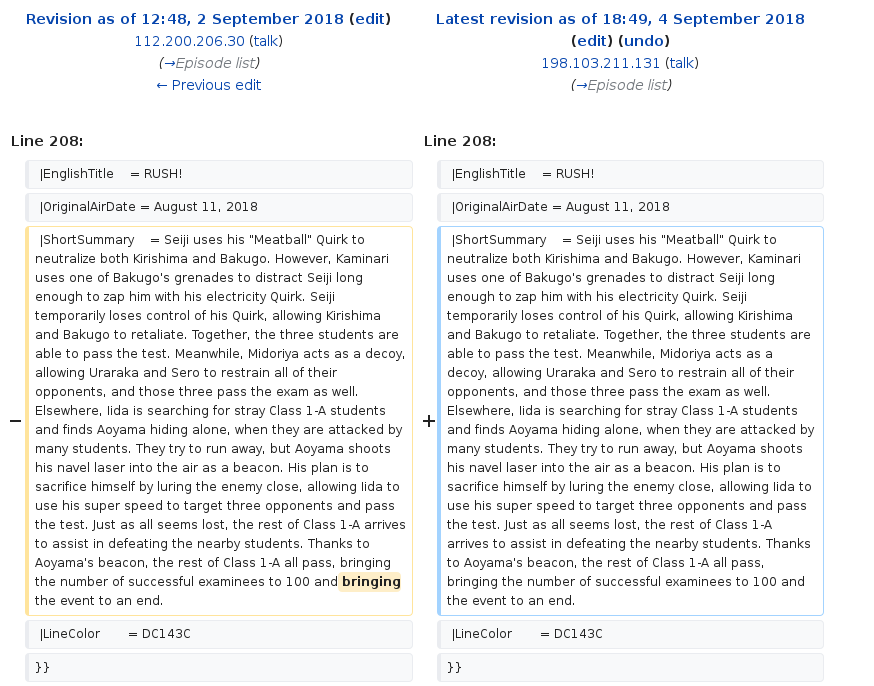 Revision as of 12:48, 2 September 2018 (edit)
112.200.206.30 (talk)
(→Episode list)
← Previous edit
Latest revision as of 18:49, 4 September 2018
(edit) (undo)
198.103.211.131 (talk)
(→Episode list)
Line 208:
Line 208:
|EnglishTitle    = RUSH!
|EnglishTitle    = RUSH!
|OriginalAirDate = August 11, 2018
|OriginalAirDate = August 11, 2018
−
|ShortSummary    = Seiji uses his "Meatball" Quirk to
neutralize both Kirishima and Bakugo. However, Kaminari
uses one of Bakugo's grenades to distract Seiji long
enough to zap him with his electricity Quirk. Seiji
temporarily loses control of his Quirk, allowing Kirishima
and Bakugo to retaliate. Together, the three students are
able to pass the test. Meanwhile, Midoriya acts as a decoy,
allowing Uraraka and Sero to restrain all of their
opponents, and those three pass the exam as well.
Elsewhere, Iida is searching for stray Class 1-A students
and finds Aoyama hiding alone, when they are attacked by
many students. They try to run away, but Aoyama shoots
his navel laser into the air as a beacon. His plan is to
sacrifice himself by luring the enemy close, allowing Iida to
use his super speed to target three opponents and pass
the test. Just as all seems lost, the rest of Class 1-A arrives
to assist in defeating the nearby students. Thanks to
Aoyama's beacon, the rest of Class 1-A all pass, bringing
the number of successful examinees to 100 and bringing
the event to an end.
+
|ShortSummary    = Seiji uses his "Meatball" Quirk to
neutralize both Kirishima and Bakugo. However, Kaminari
uses one of Bakugo's grenades to distract Seiji long
enough to zap him with his electricity Quirk. Seiji
temporarily loses control of his Quirk, allowing Kirishima
and Bakugo to retaliate. Together, the three students are
able to pass the test. Meanwhile, Midoriya acts as a
decoy, allowing Uraraka and Sero to restrain all of their
opponents, and those three pass the exam as well.
Elsewhere, Iida is searching for stray Class 1-A students
and finds Aoyama hiding alone, when they are attacked by
many students. They try to run away, but Aoyama shoots
his navel laser into the air as a beacon. His plan is to
sacrifice himself by luring the enemy close, allowing Iida to
use his super speed to target three opponents and pass
the test. Just as all seems lost, the rest of Class 1-A
arrives to assist in defeating the nearby students. Thanks
to Aoyama's beacon, the rest of Class 1-A all pass,
bringing the number of successful examinees to 100 and
the event to an end.
|LineColor       = DC143C
|LineColor       = DC143C
}}
}}